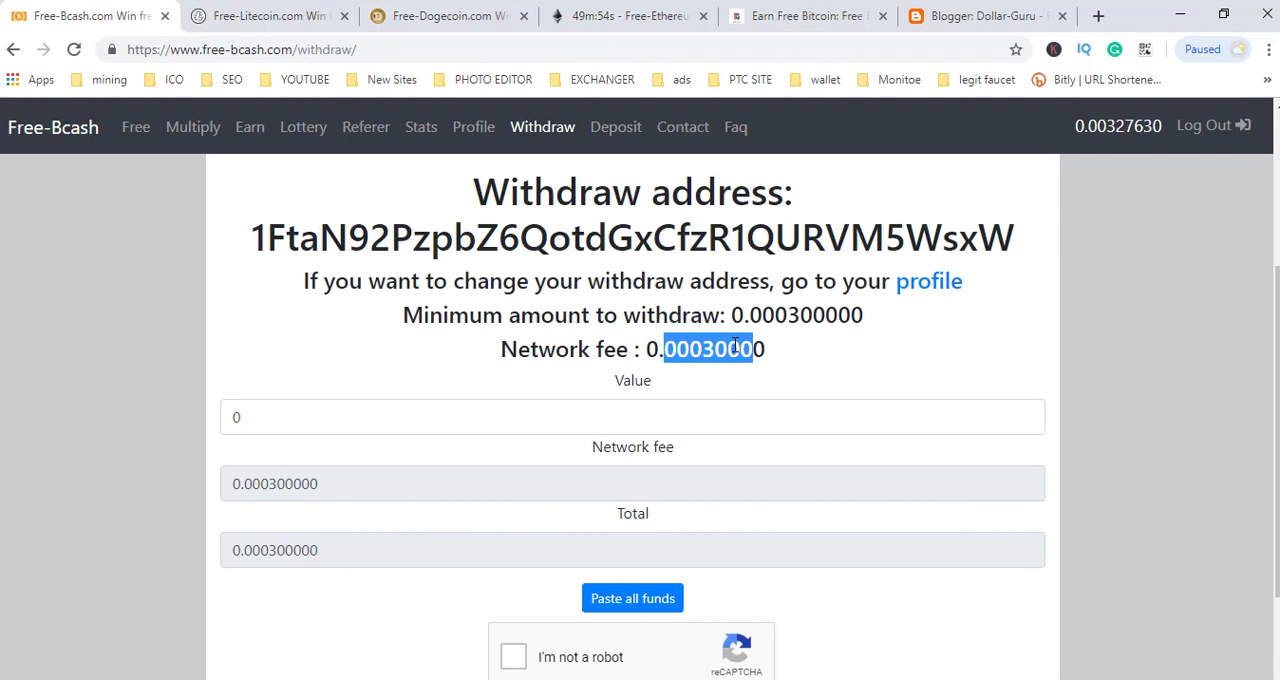 Free-Bcash.com Win fre
Free-Litecoin.com Win
Free-Dogecoin.com Wi
49m:54s - Free-Ethereu
Earn Free Bitcoin: Free
Blogger: Dollar-Guru -
https://www.free-bcash.com/withdraw/
K
IQ
G
Paused
Apps
mining
ICO
SEO
YOUTUBE
New Sites
PHOTO EDITOR
EXCHANGER
ads
PTC SITE
wallet
Monitoe
legit faucet
Bitly | URL Shortene...
»
Free-Bcash
Free
Multiply
Earn
Lottery
Referer
Stats
Profile
Withdraw
Deposit
Contact
Faq
0.00327630
Log Out
Withdraw address:
1FtaN92PzpbZ6QotdGxCfzR1QURVM5WsxW
If you want to change your withdraw address, go to your profile
Minimum amount to withdraw: 0.000300000
Network fee : 0.000300000
Value
0
Network fee
0.000300000
Total
0.000300000
Paste all funds
I'm not a robot
reCAPTCHA